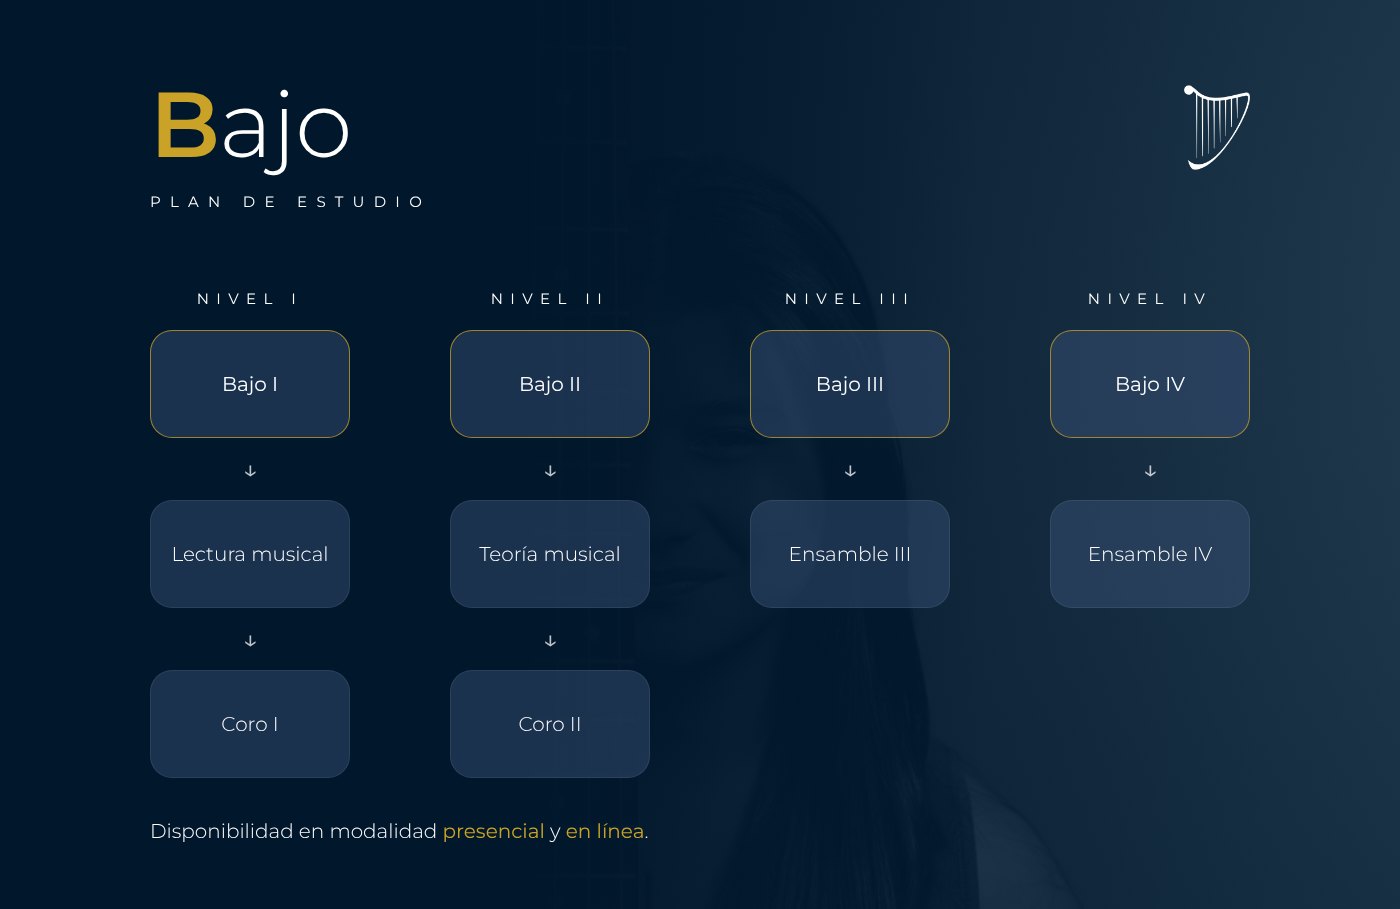 Bajo
PLAN DE ESTUDIO
NIVEL I
NIVEL II
NIVEL III
NIVEL IV
Bajo I
Bajo II
Bajo III
Bajo IV
Lectura musical
Teoría musical
Ensamble III
Ensamble IV
Coro I
Coro II
Disponibilidad en modalidad presencial y en línea.